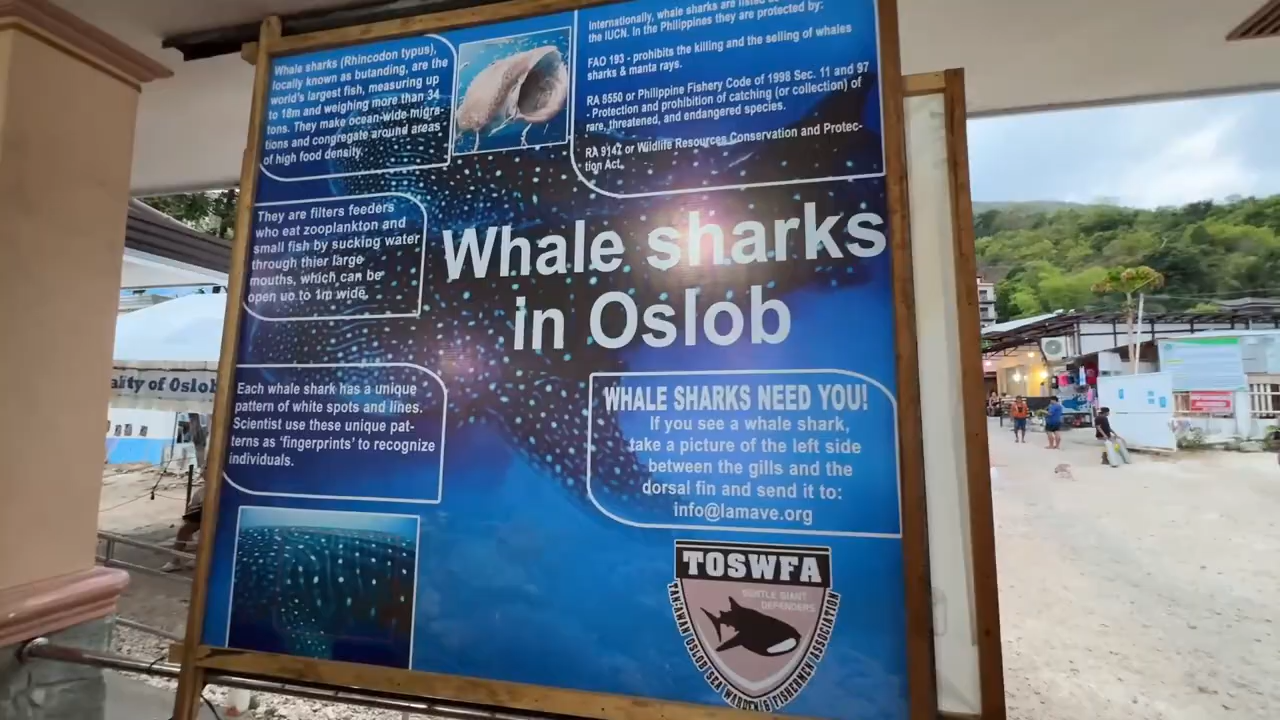 Whale sharks (Rhincodon typus),
locally known as butanding, are the
world's largest fish, measuring up
to 18m and weighing more than 34
tons. They make ocean-wide migra-
tions and congregate around areas
of high food density.
Internationally, whale sharks are listed
the IUCN. In the Philippines they are protected by:
FAO 193 - prohibits the killing and the selling of whales
sharks & manta rays.
RA 8550 or Philippine Fishery Code of 1998 Sec. 11 and 97
- Protection and prohibition of catching (or collection) of
rare, threatened, and endangered species.
RA 9147 or Wildlife Resources Conservation and Protec-
tion Act.
They are filters feeders
who eat zooplankton and
small fish by sucking water
through thier large
mouths, which can be
open uo to 1m wide.
Whale sharks
in Oslob
Each whale shark has a unique
pattern of white spots and lines.
Scientist use these unique pat-
terns as 'fingerprints' to recognize
individuals.
WHALE SHARKS NEED YOU!
If you see a whale shark,
take a picture of the left side
between the gills and the
dorsal fin and send it to:
info@lamave.org
TOSWFA
GENTLE GIANT
DEFENDERS
TAN-AWAN OSLOB SEA WARDEN & FISHERMEN ASSOCIATION
ality of Oslob